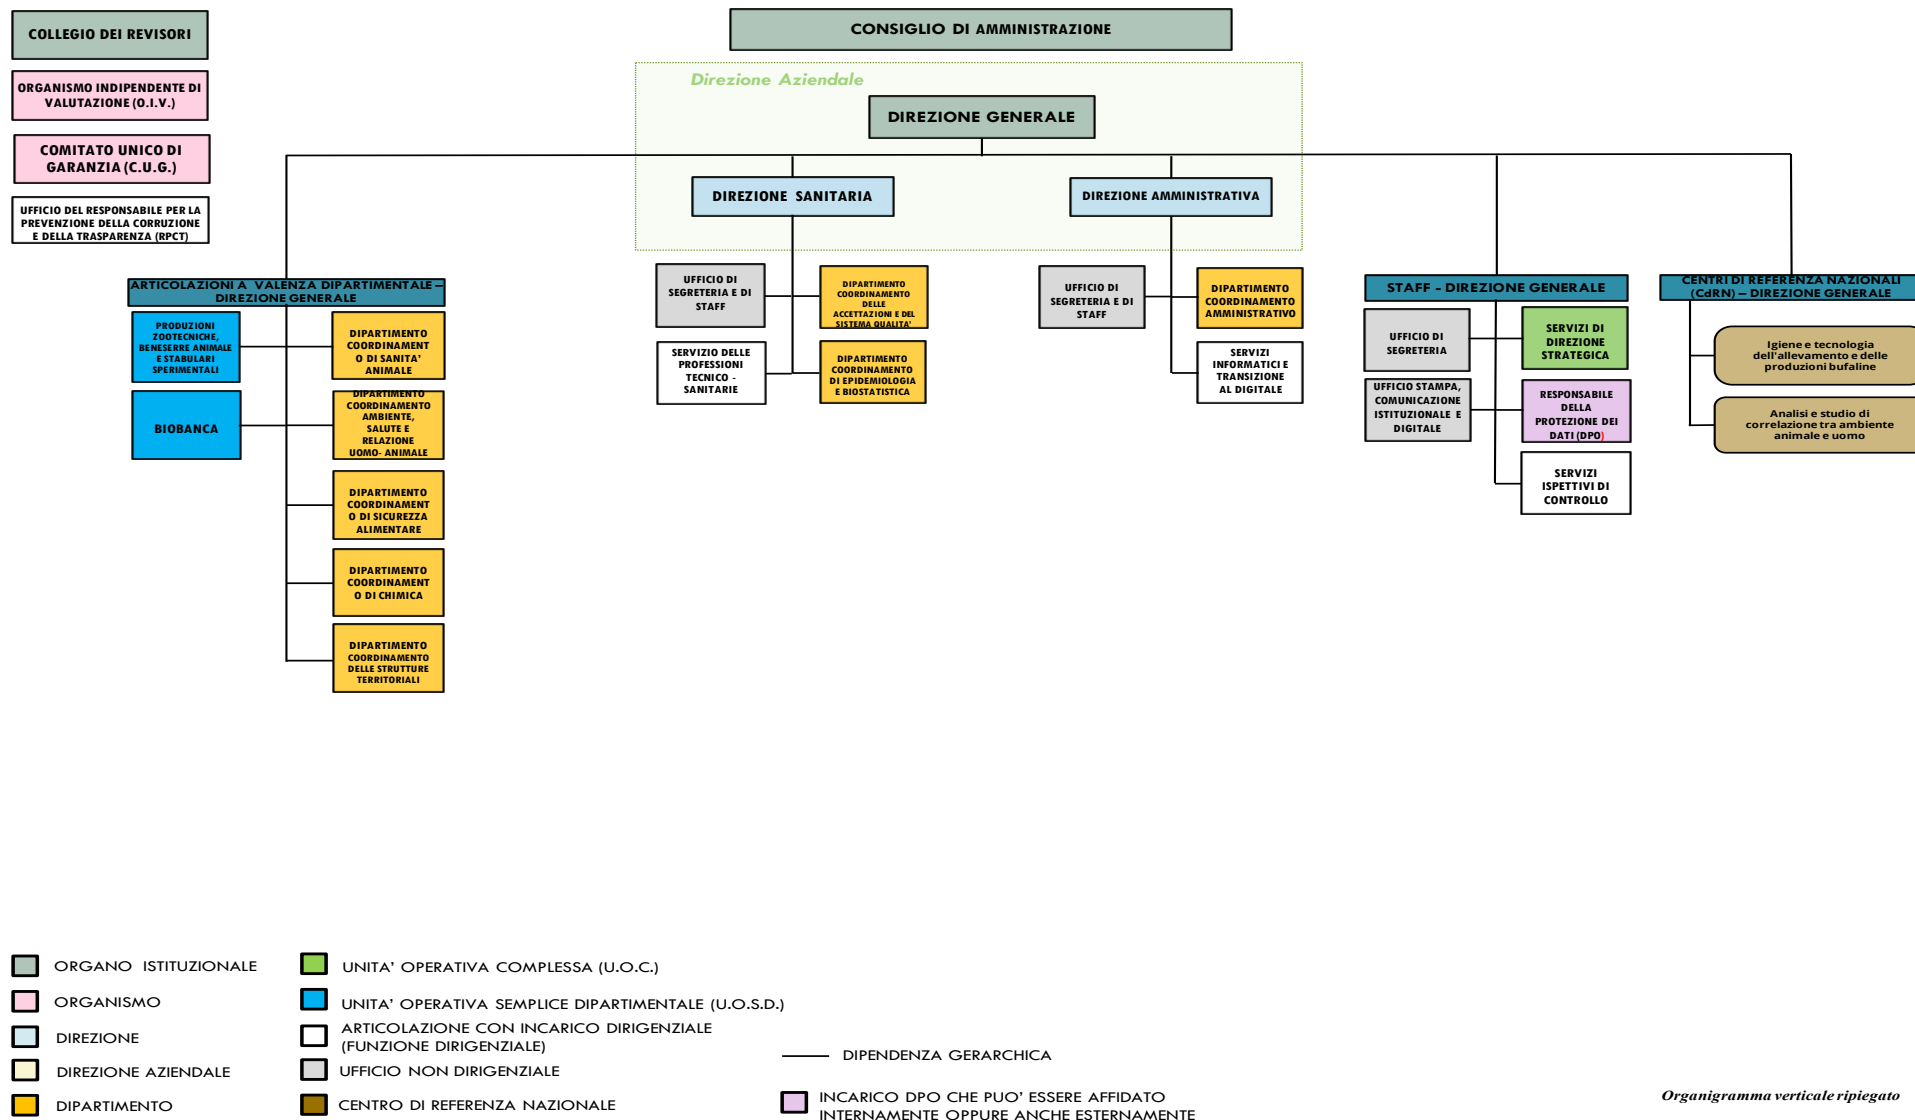 COLLEGIO DEI REVISORI
CONSIGLIO DI AMMINISTRAZIONE
ORGANISMO INDIPENDENTE DI
VALUTAZIONE (O.I.V.)
COMITATO UNICO DI
GARANZIA (C.U.G.)
UFFICIO DEL RESPONSABILE PER LA
PREVENZIONE DELLA CORRUZIONE
E DELLA TRASPARENZA (RPCT)
Direzione Aziendale
DIREZIONE GENERALE
DIREZIONE SANITARIA
DIREZIONE AMMINISTRATIVA
ARTICOLAZIONI A VALENZA DIPARTIMENTALE –
DIREZIONE GENERALE
PRODUZIONI
ZOOTECNICHE,
BENESERRE ANIMALE
E STABULARI
SPERIMENTALI
DIPARTIMENTO
COORDINAMENT
O DI SANITA'
ANIMALE
BIOBANCA
DIPARTIMENTO
COORDINAMENTO
AMBIENTE,
SALUTE E
RELAZIONE
UOMO- ANIMALE
DIPARTIMENTO
COORDINAMENT
O DI SICUREZZA
ALIMENTARE
DIPARTIMENTO
COORDINAMENT
O DI CHIMICA
DIPARTIMENTO
COORDINAMENTO
DELLE STRUTTURE
TERRITORIALI
UFFICIO DI
SEGRETERIA E DI
STAFF
DIPARTIMENTO
COORDINAMENTO
DELLE
ACCETTAZIONI E DEL
SISTEMA QUALITA'
SERVIZIO DELLE
PROFESSIONI
TECNICO -
SANITARIE
DIPARTIMENTO
COORDINAMENTO
DI EPIDEMIOLOGIA
E BIOSTATISTICA
UFFICIO DI
SEGRETERIA E DI
STAFF
DIPARTIMENTO
COORDINAMENTO
AMMINISTRATIVO
SERVIZI
INFORMATICI E
TRANSIZIONE
AL DIGITALE
STAFF - DIREZIONE GENERALE
UFFICIO DI
SEGRETERIA
SERVIZI DI
DIREZIONE
STRATEGICA
UFFICIO STAMPA,
COMUNICAZIONE
ISTITUZIONALE E
DIGITALE
RESPONSABILE
DELLA
PROTEZIONE DEI
DATI (DPO)
SERVIZI
ISPETTIVI DI
CONTROLLO
CENTRI DI REFERENZA NAZIONALI
(CdRN) – DIREZIONE GENERALE
Igiene e tecnologia
dell'allevamento e delle
produzioni bufaline
Analisi e studio di
correlazione tra ambiente
animale e uomo
ORGANO ISTITUZIONALE
ORGANISMO
DIREZIONE
DIREZIONE AZIENDALE
DIPARTIMENTO
UNITA' OPERATIVA COMPLESSA (U.O.C.)
UNITA' OPERATIVA SEMPLICE DIPARTIMENTALE (U.O.S.D.)
ARTICOLAZIONE CON INCARICO DIRIGENZIALE
(FUNZIONE DIRIGENZIALE)
UFFICIO NON DIRIGENZIALE
CENTRO DI REFERENZA NAZIONALE
DIPENDENZA GERARCHICA
INCARICO DPO CHE PUO' ESSERE AFFIDATO
INTERNAMENTE OPPURE ANCHE ESTERNAMENTE
Organigramma verticale ripiegato